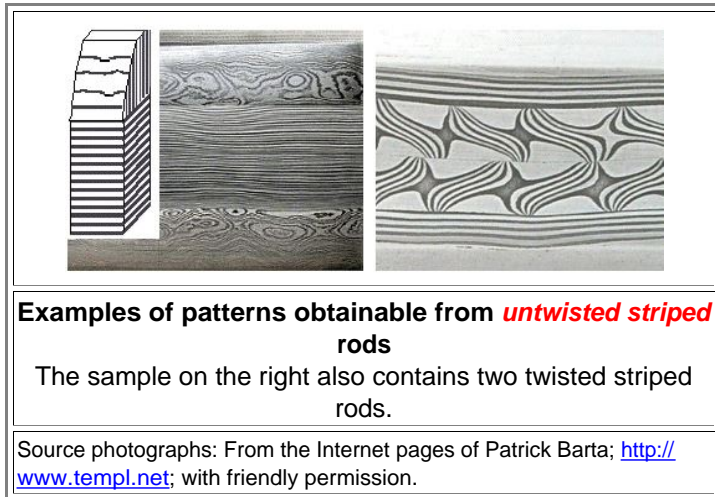 Examples of patterns obtainable from untwisted striped
rods
The sample on the right also contains two twisted striped
rods.
Source photographs: From the Internet pages of Patrick Barta; http://
www.templ.net; with friendly permission.